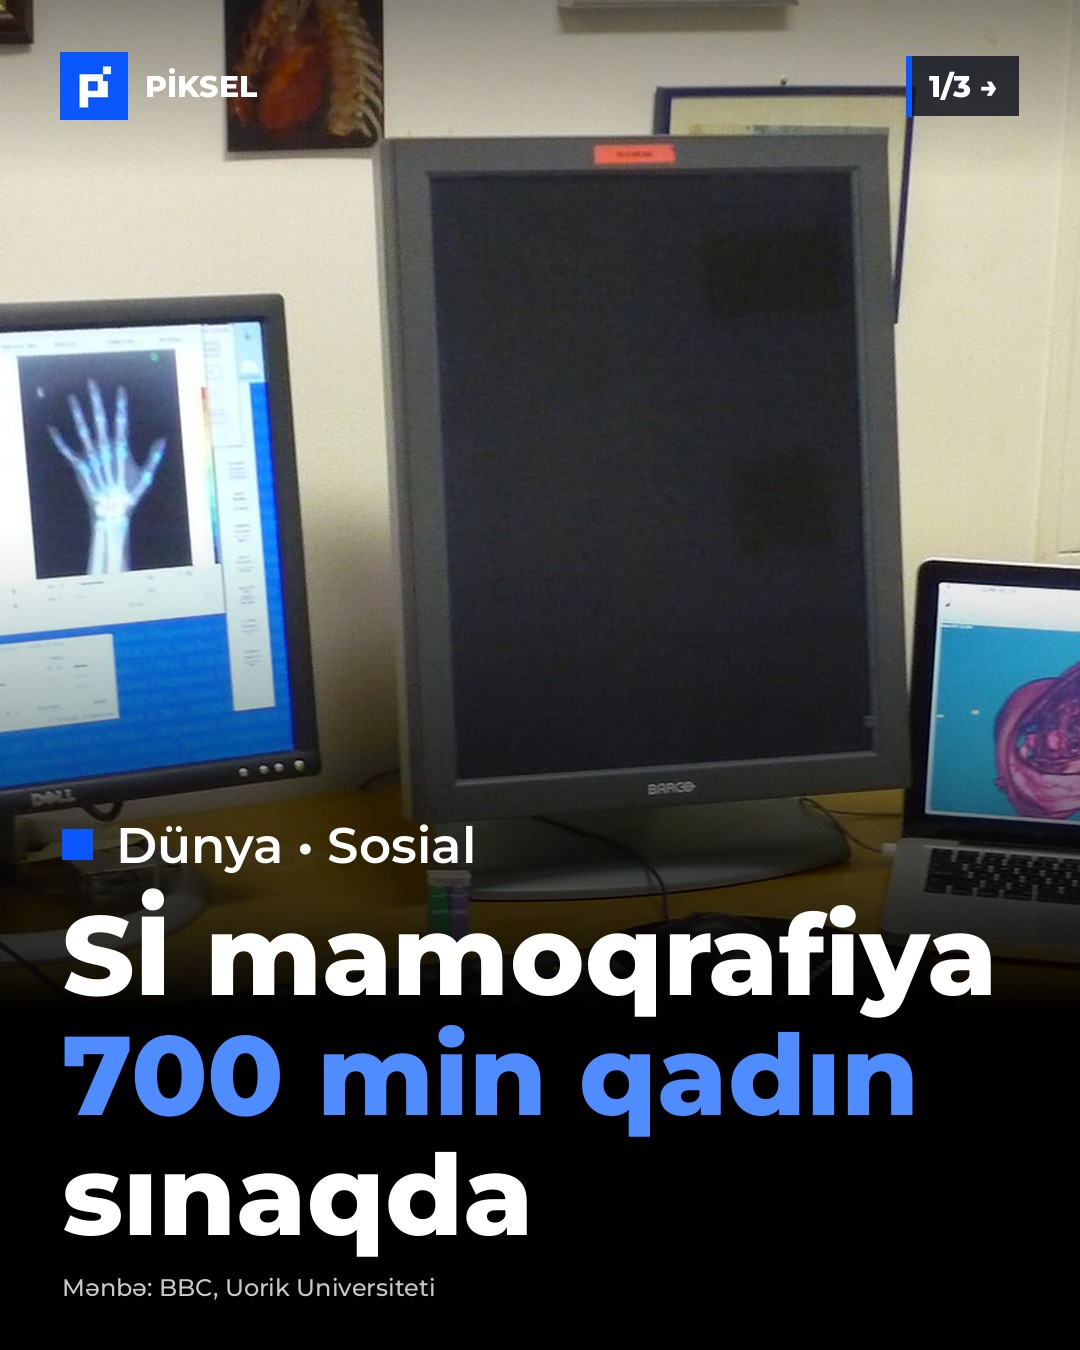 PİKSEL
1/3 →
DELL
BARCO
Dünya • Sosial
Sİ mamoqrafiya
700 min qadın
sınaqda
Mənbə: BBC, Uorik Universiteti